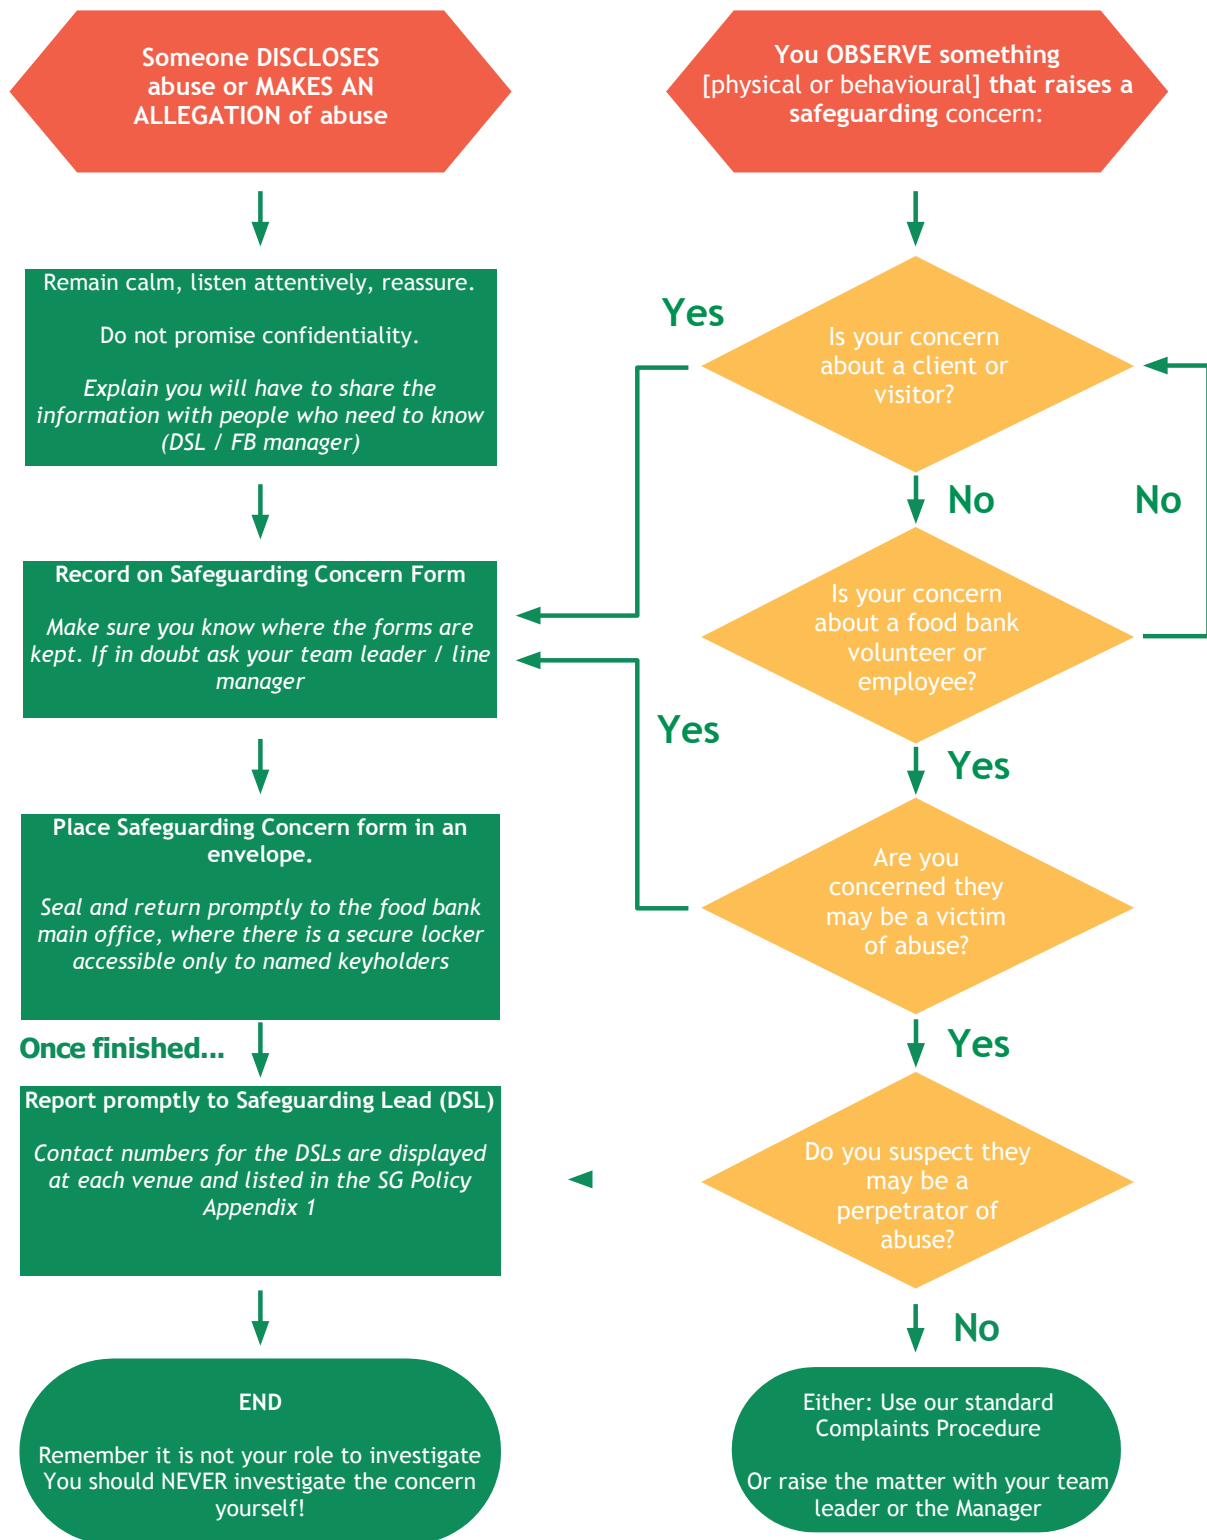 Someone DISCLOSES
abuse or MAKES AN
ALLEGATION of abuse
Remain calm, listen attentively, reassure.
Do not promise confidentiality.
Explain you will have to share the
information with people who need to know
(DSL / FB manager)
Record on Safeguarding Concern Form
Make sure you know where the forms are
kept. If in doubt ask your team leader / line
manager
Place Safeguarding Concern form in an
envelope.
Seal and return promptly to the food bank
main office, where there is a secure locker
accessible only to named keyholders
Once finished...
Report promptly to Safeguarding Lead (DSL)
Contact numbers for the DSLs are displayed
at each venue and listed in the SG Policy
Appendix 1
END
Remember it is not your role to investigate
You should NEVER investigate the concern
yourself!
You OBSERVE something
[physical or behavioural] that raises a
safeguarding concern:
Yes
Is your concern
about a client or
visitor?
No
No
Is your concern
about a food bank
volunteer or
employee?
Yes
Yes
Are you
concerned they
may be a victim
of abuse?
Yes
Do you suspect they
may be a
perpetrator of
abuse?
No
Either: Use our standard
Complaints Procedure
Or raise the matter with your team
leader or the Manager